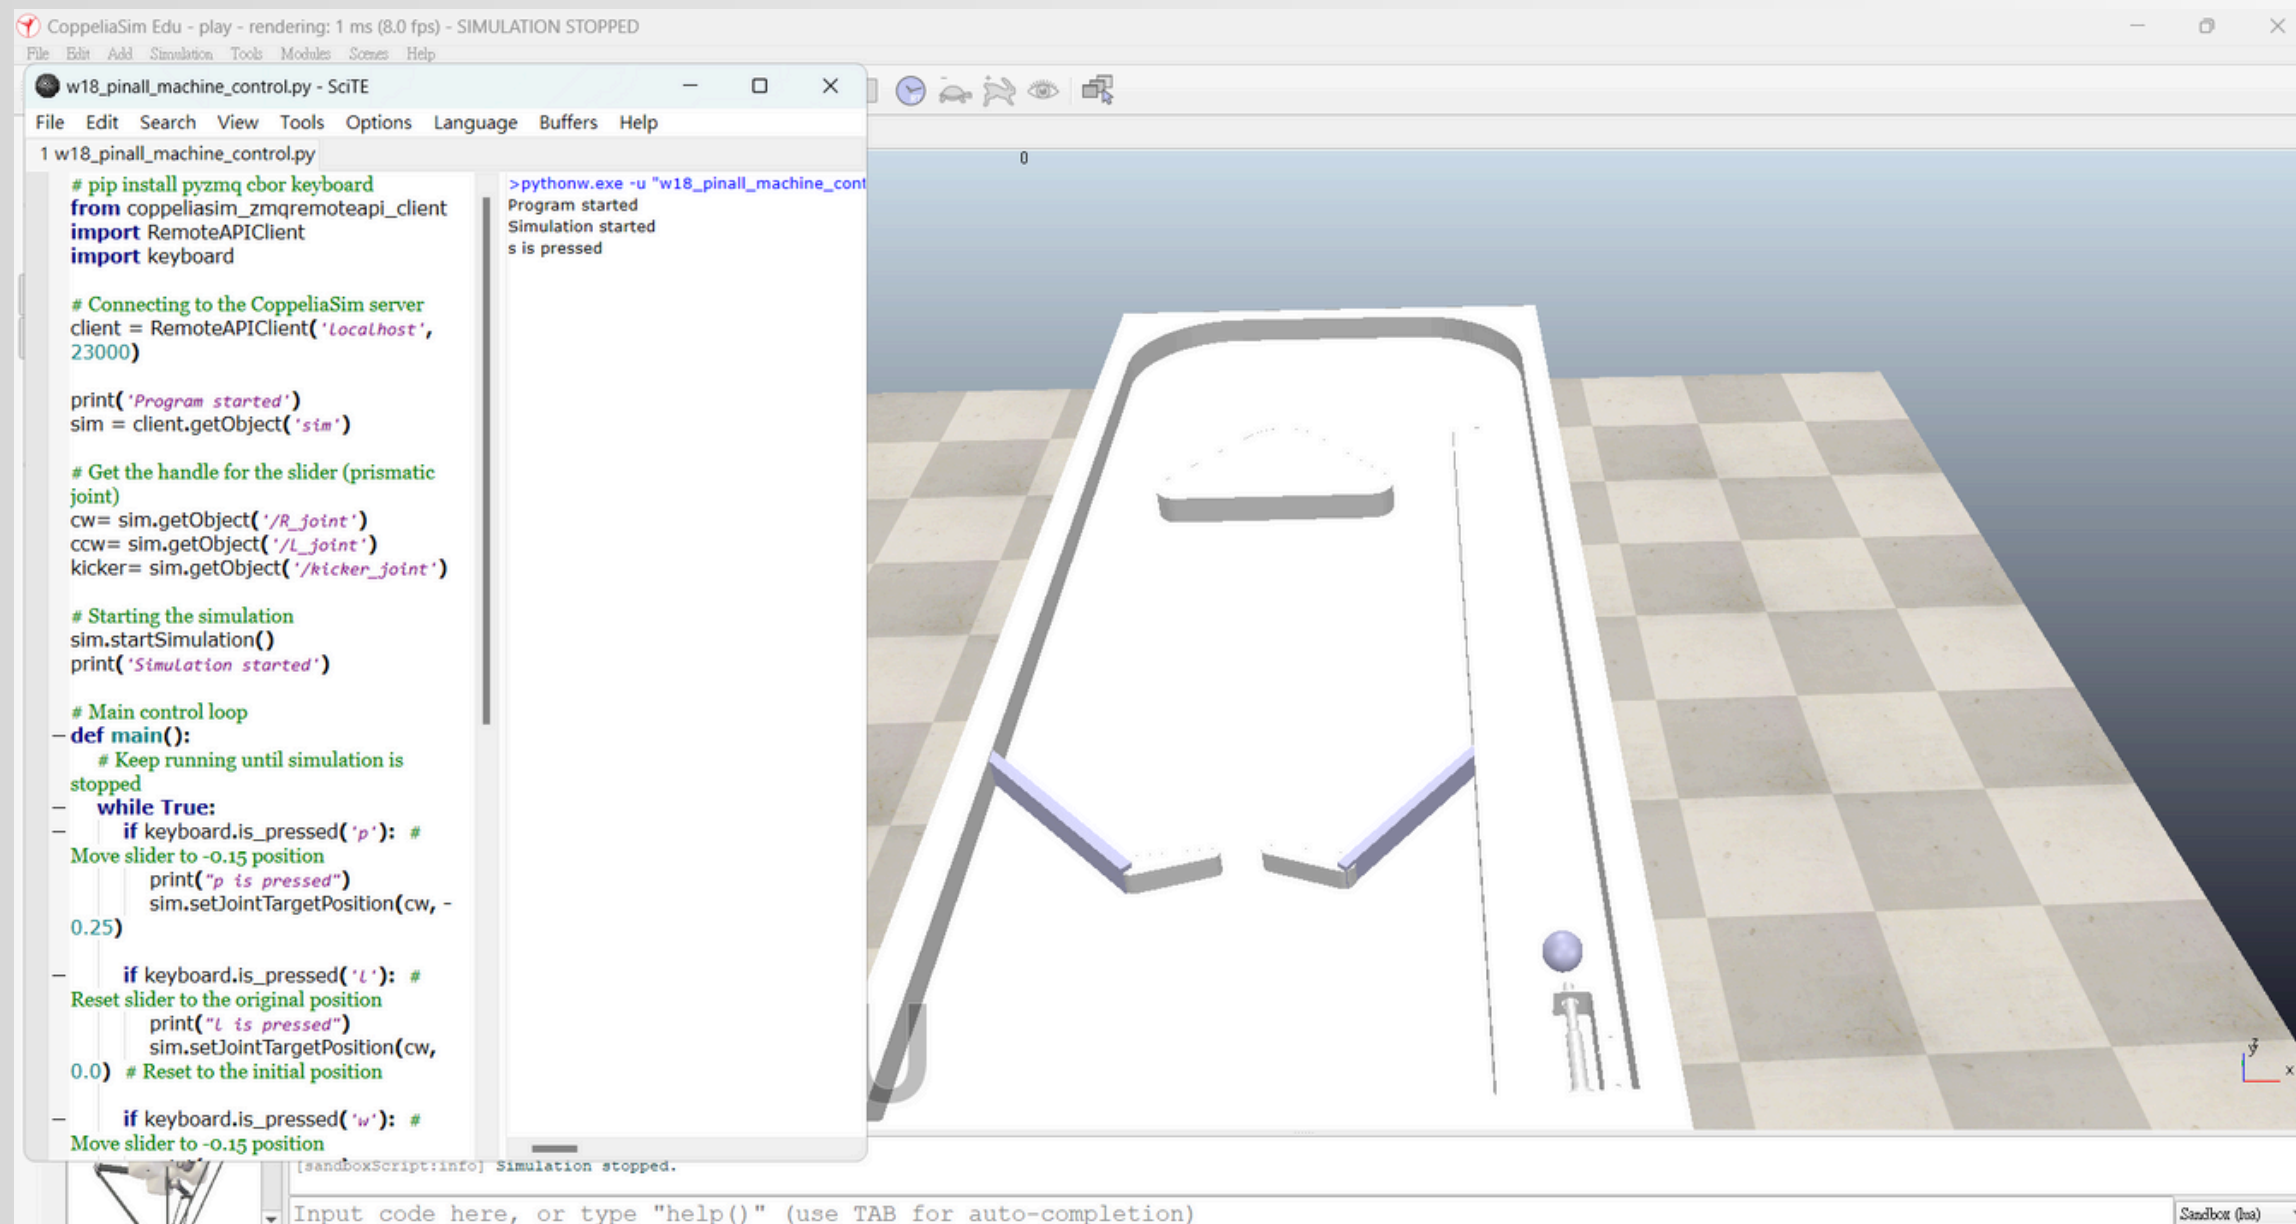 CoppeliaSim Edu - play - rendering: 1 ms (8.0 fps) - SIMULATION STOPPED
File Edit Add Simulation Tools Modules Scenes Help
w18_pinall_machine_control.py - SciTE
File Edit Search View Tools Options Language Buffers Help
1 w18_pinall_machine_control.py
# pip install pyzmq cbor keyboard
from coppeliasim_zmqremoteapi_client
import RemoteAPIClient
import keyboard
# Connecting to the CoppeliaSim server
client = RemoteAPIClient('localhost',
23000)
print('Program started')
sim = client.getObject('sim')
# Get the handle for the slider (prismatic
joint)
cw= sim.getObject('/R_joint')
ccw= sim.getObject('/L_joint')
kicker= sim.getObject('/kicker_joint')
# Starting the simulation
sim.startSimulation()
print('Simulation started')
# Main control loop
def main():
# Keep running until simulation is
stopped
while True:
if keyboard.is_pressed('p'): #
Move slider to -0.15 position
print("p is pressed")
sim.setJointTargetPosition(cw, -
0.25)
if keyboard.is_pressed('l'): #
Reset slider to the original position
print("l is pressed")
sim.setJointTargetPosition(cw,
0.0) # Reset to the initial position
if keyboard.is_pressed('w'): #
Move slider to -0.15 position
>pythonw.exe -u "w18_pinall_machine_cont
Program started
Simulation started
s is pressed
0
U
y
x
[sandboxScript:info] Simulation stopped.
Input code here, or type "help()" (use TAB for auto-completion)
Sandbox (lua)